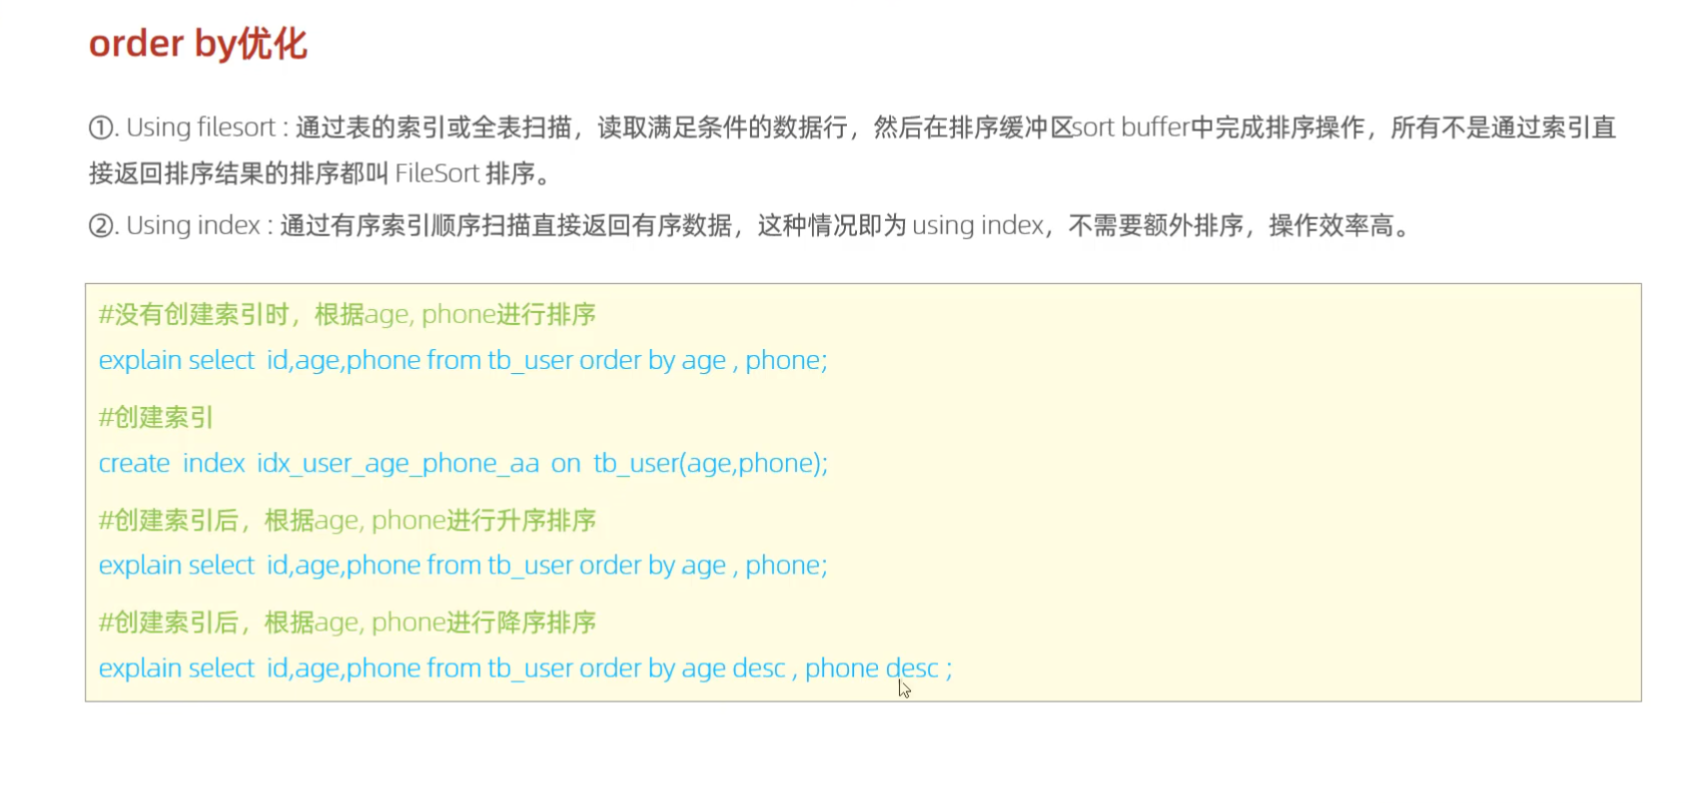 order by优化
①. Using filesort : 通过表的索引或全表扫描，读取满足条件的数据行，然后在排序缓冲区sort buffer中完成排序操作，所有不是通过索引直
接返回排序结果的排序都叫 FileSort 排序。
②. Using index : 通过有序索引顺序扫描直接返回有序数据，这种情况即为 using index，不需要额外排序，操作效率高。
#没有创建索引时，根据age, phone进行排序
explain select id,age,phone from tb_user order by age , phone;
#创建索引
create index idx_user_age_phone_aa on tb_user(age,phone);
#创建索引后，根据age, phone进行升序排序
explain select id,age,phone from tb_user order by age , phone;
#创建索引后，根据age, phone进行降序排序
explain select id,age,phone from tb_user order by age desc , phone desc ;